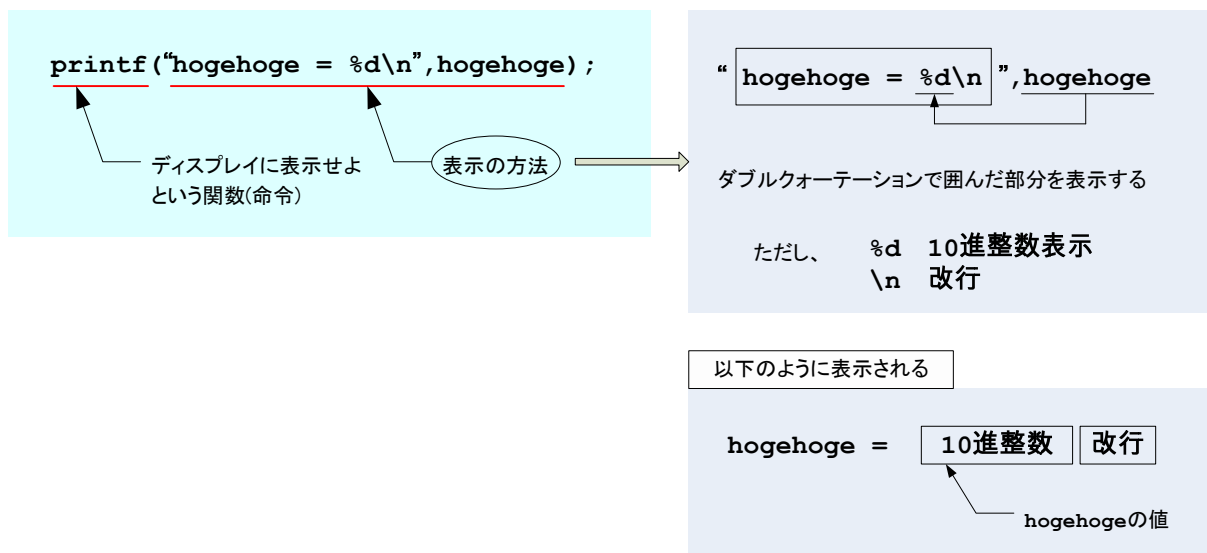 printf(“hogehoge = %d\n”,hogehoge);
ディスプレイに表示せよ
という関数(命令)
表示の方法
“ hogehoge = %d\n ”,hogehoge
ダブルクォーテーションで囲んだ部分を表示する
ただし、 %d 10進整数表示
\n 改行
以下のように表示される
hogehoge = 10進整数 改行
hogehogeの値